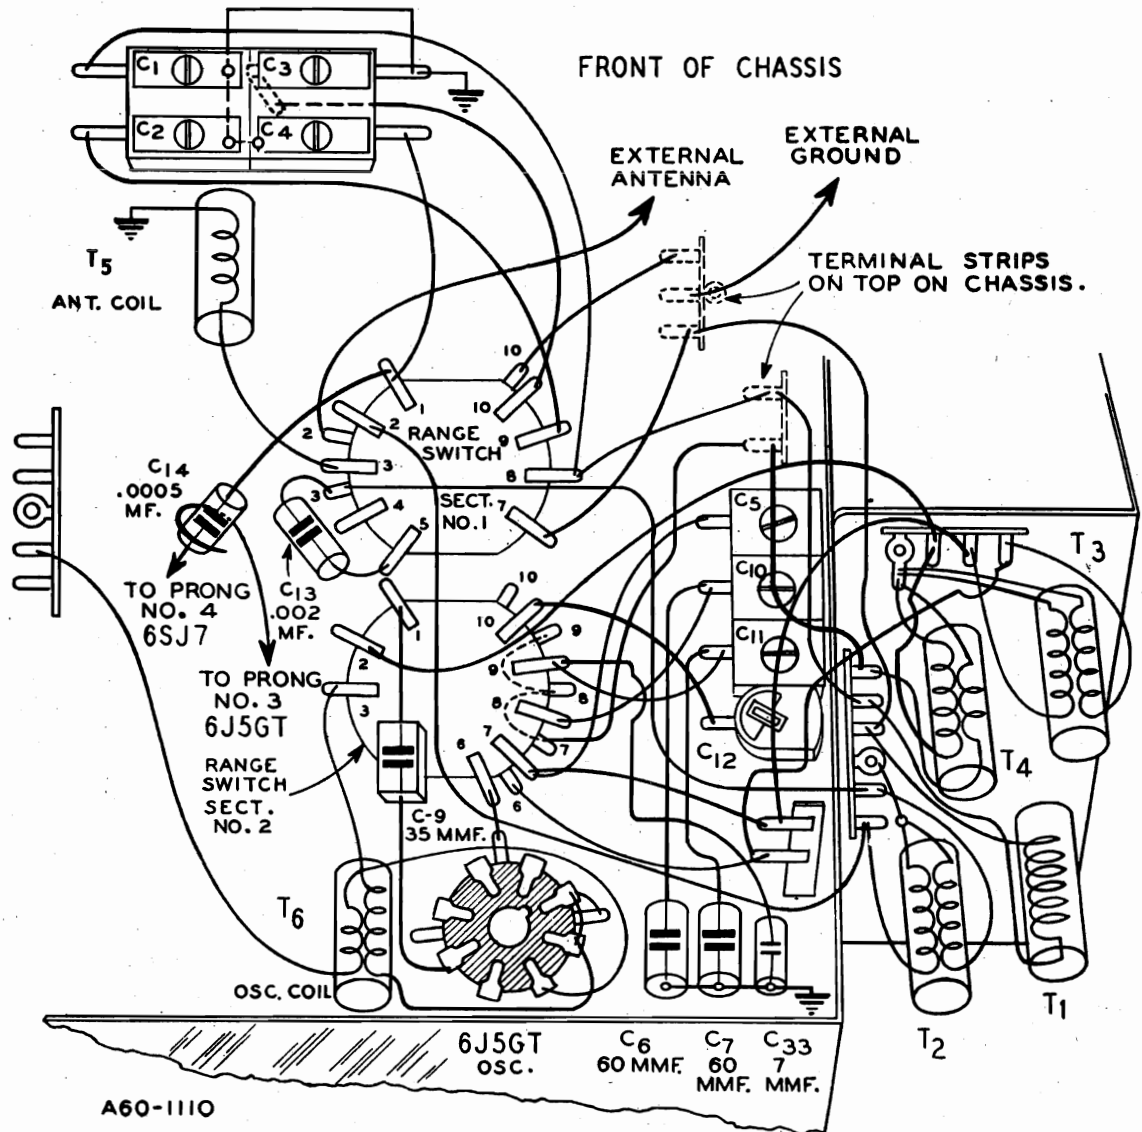 FRONT OF CHASSIS
C1
C3
C2
C4
EXTERNAL
ANTENNA
EXTERNAL
GROUND
T5
ANT. COIL
TERMINAL STRIPS
ON TOP ON CHASSIS.
10
1
10
2
2
RANGE
SWITCH
9
3
8
3
SECT.
NO. 1
7
4
5
C14
.0005
MF.
C13
.002
MF.
TO PRONG
NO. 4
6SJ7
TO PRONG
NO. 3
6J5GT
C5
C10
C11
C12
T3
T4
10
1
10
9
2
9
8
3
8
7
7
6
6
RANGE
SWITCH
SECT.
NO. 2
C-9
35 MMF.
T6
OSC. COIL
T1
T2
6J5GT
OSC.
C6
60 MMF.
C7
60
MMF.
C33
7
MMF.
A60-1110